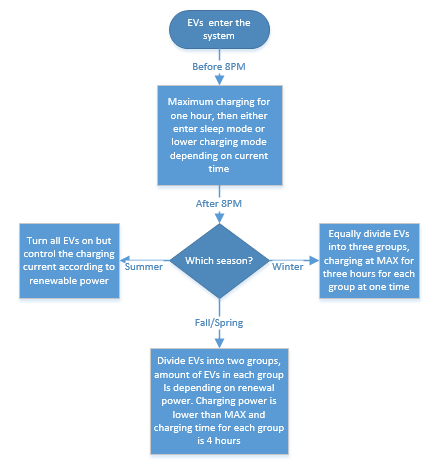 EVs enter the
system
Before 8PM
Maximum charging for
one hour, then either
enter sleep mode or
lower charging mode
depending on current
time
After 8PM
Turn all EVs on but
control the charging
current according to
renewable power
Summer
Which season?
Winter
Equally divide EVs
into three groups,
charging at MAX for
three hours for each
group at one time
Fall/Spring
Divide EVs into two groups,
amount of EVs in each group
Is depending on renewal
power. Charging power is
lower than MAX and
charging time for each group
is 4 hours